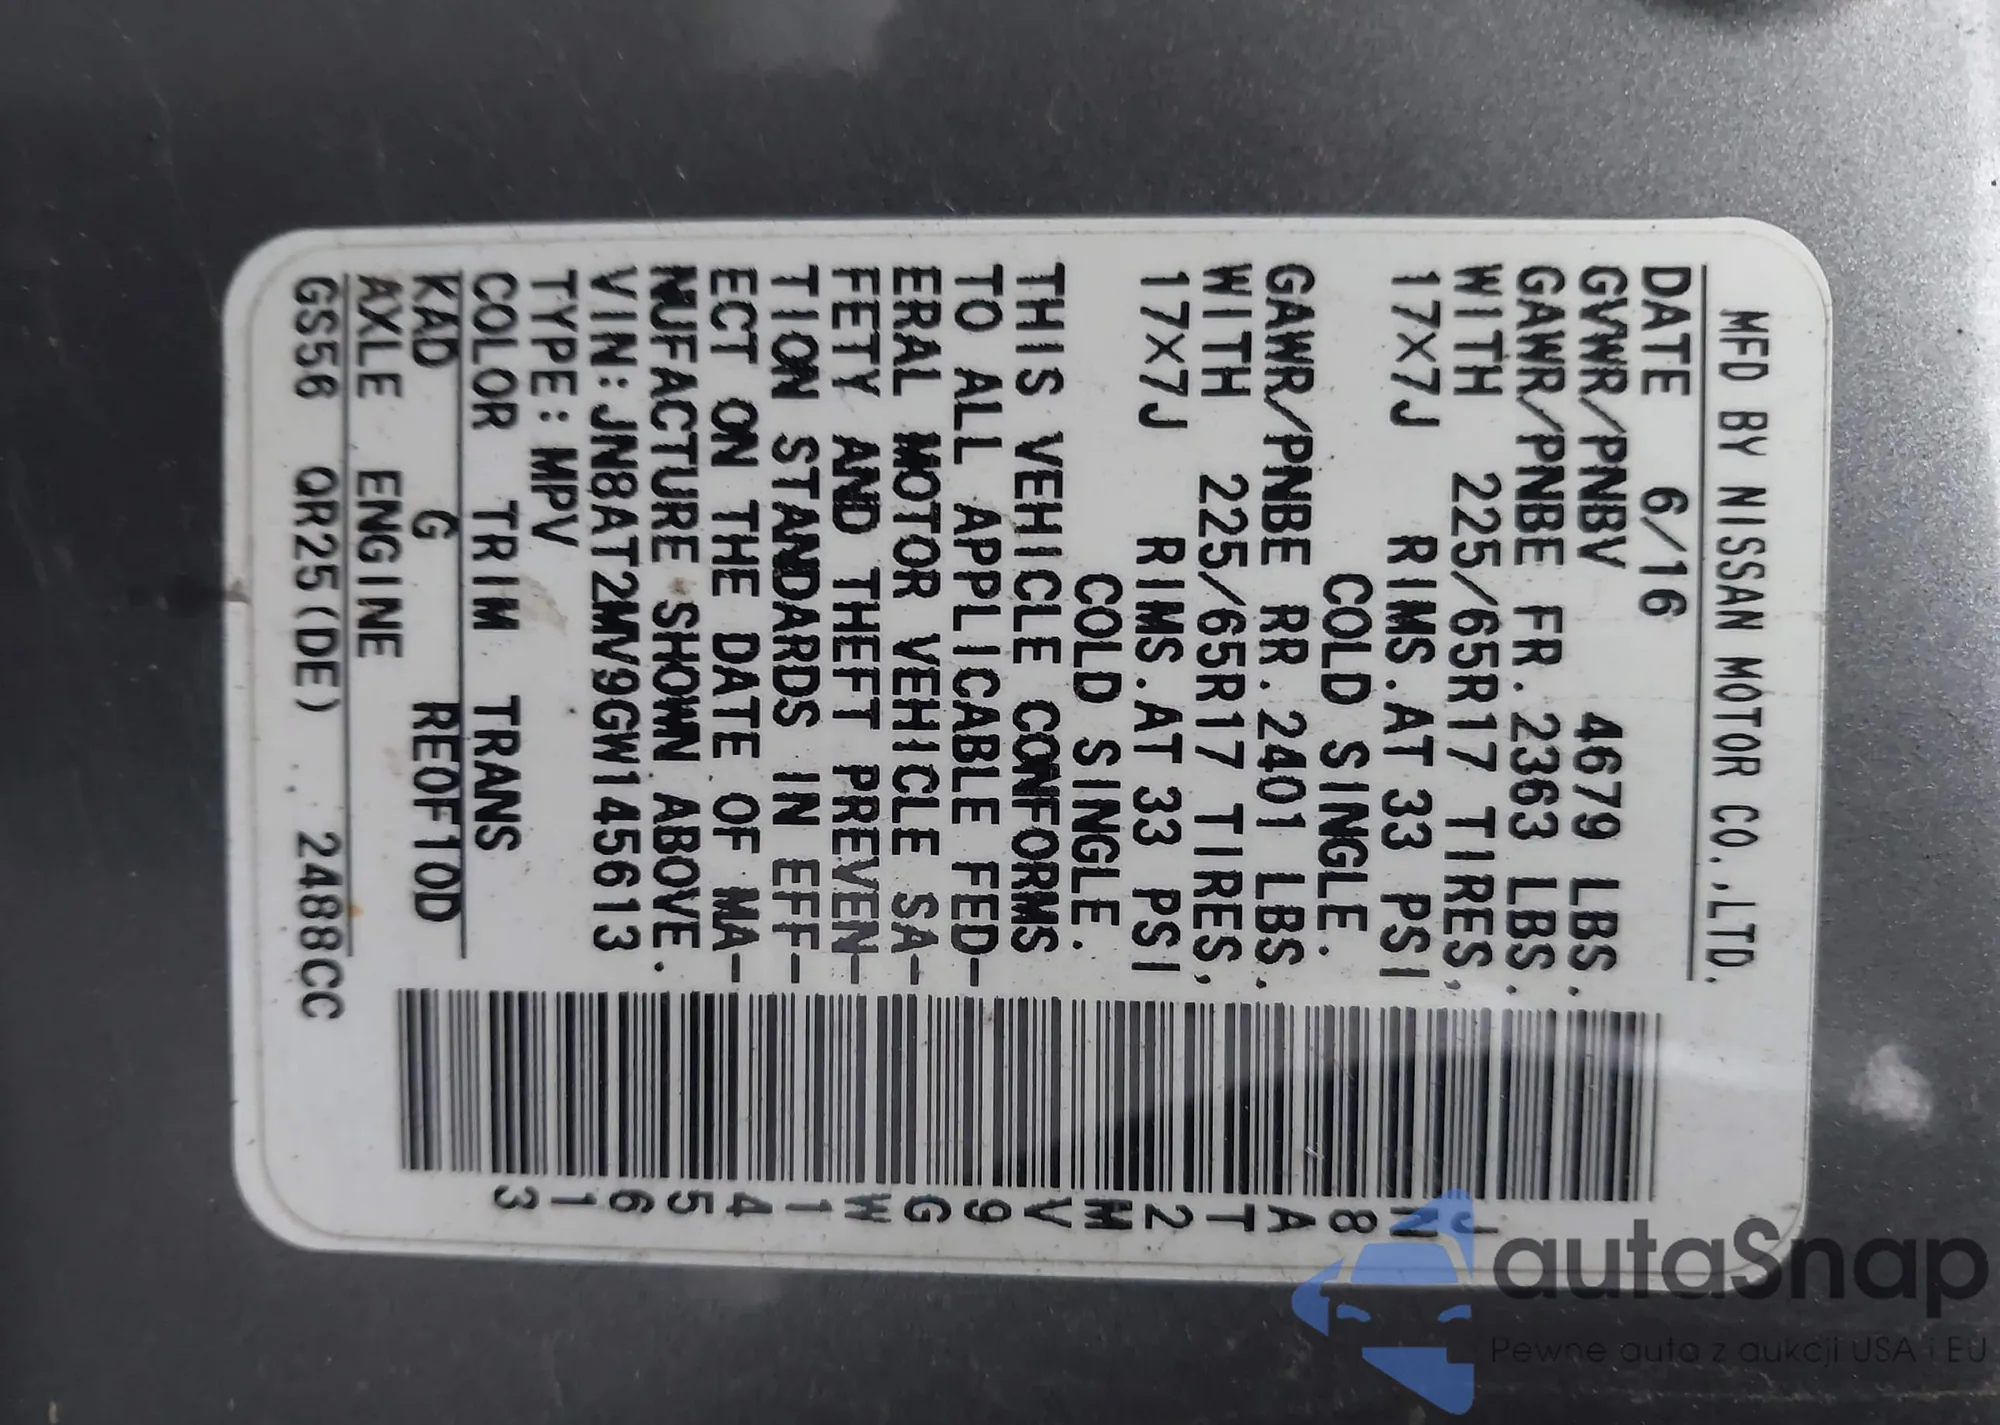 MFD BY NISSAN MOTOR CO.,LTD.
DATE 6/16
GVWR/PNBV 4679 LBS.
GAWR/PNBE FR. 2363 LBS.
WITH 225/65R17 TIRES,
17×7J RIMS.AT 33 PSI
COLD SINGLE.
GAWR/PNBE RR. 2401 LBS.
WITH 225/65R17 TIRES,
17×7J RIMS.AT 33 PSI
COLD SINGLE.
THIS VEHICLE CONFORMS
TO ALL APPLICABLE FED-
ERAL MOTOR VEHICLE SA-
FETY AND THEFT PREVEN-
TION STANDARDS IN EFF-
ECT ON THE DATE OF MA-
NUFACTURE SHOWN ABOVE.
VIN:JN8AT2MV9GW145613
TYPE:MPV
COLOR TRIM TRANS
KAD G RE0F10D
AXLE ENGINE
GS56 QR25(DE) 2488CC
JN8AT2MV9GW145613
autaSnap
Pewne auta z aukcji USA i EU